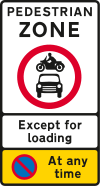 PEDESTRIAN
ZONE
Except for
loading
At any
time